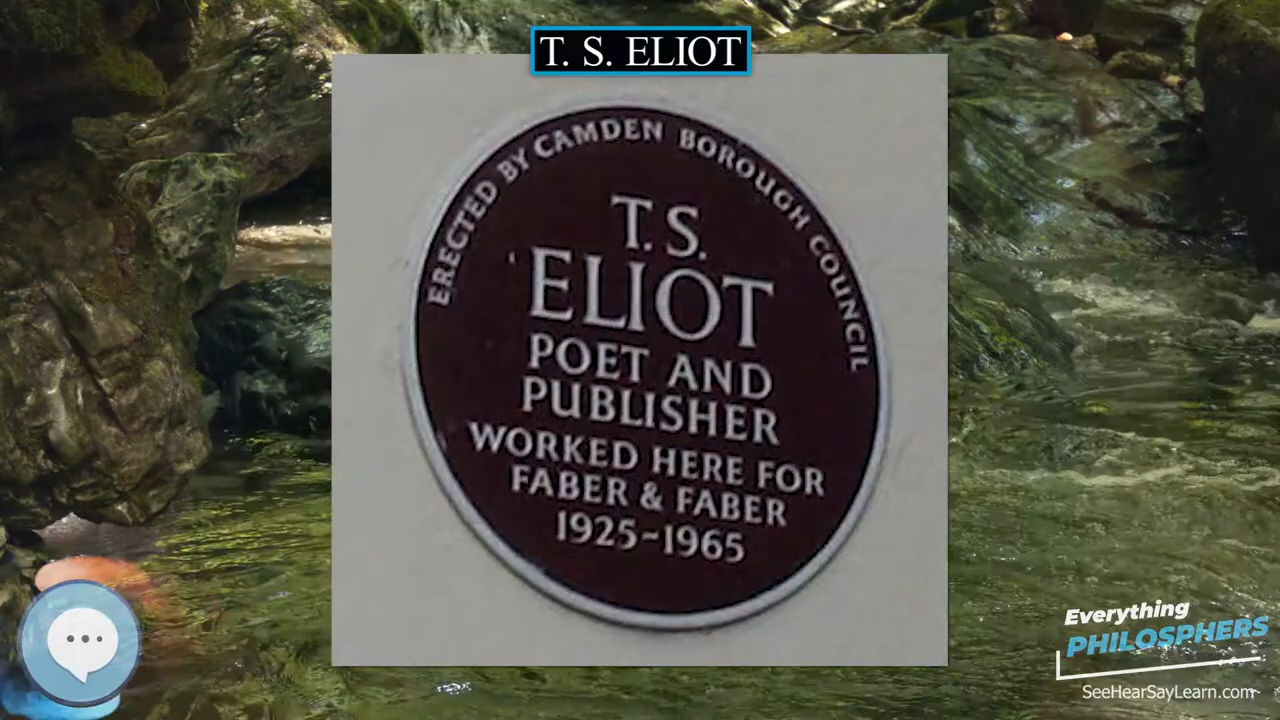 T. S. ELIOT
ERECTED BY CAMDEN BOROUGH COUNCIL
T. S.
ELIOT
POET AND
PUBLISHER
WORKED HERE FOR
FABER & FABER
1925~1965
Everything
PHILOSPHERS
SeeHearSayLearn.com